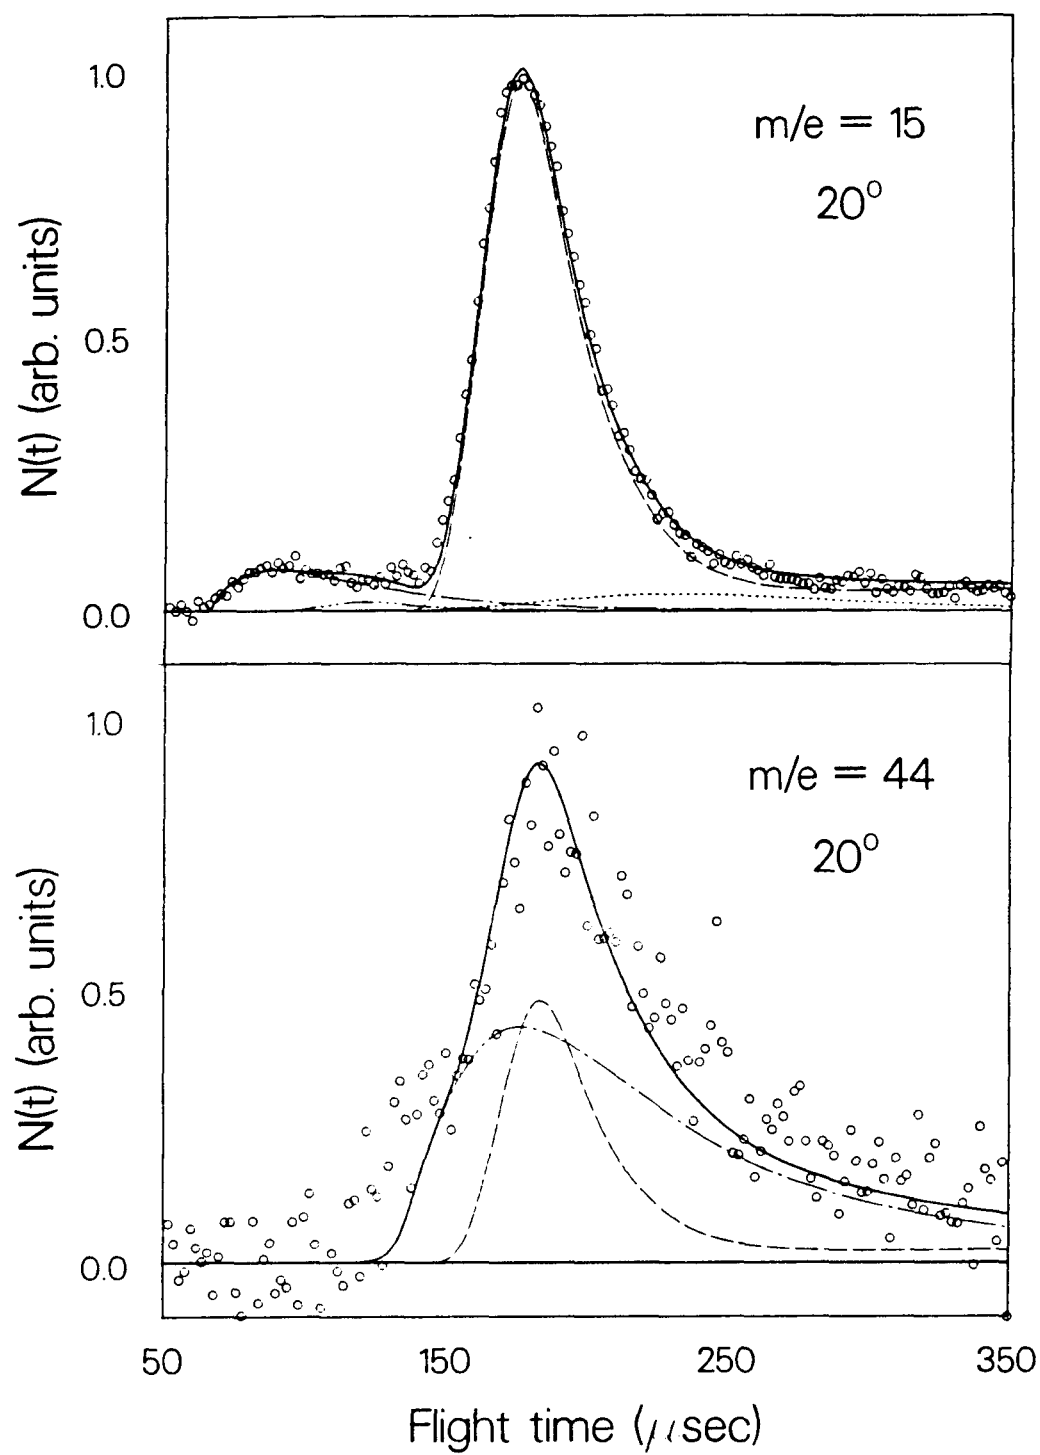 1.0
m/e = 15
20°
N(t) (arb. units)
0.5
0.0
1.0
m/e = 44
20°
N(t) (arb. units)
0.5
0.0
50 150 250 350
Flight time (μsec)